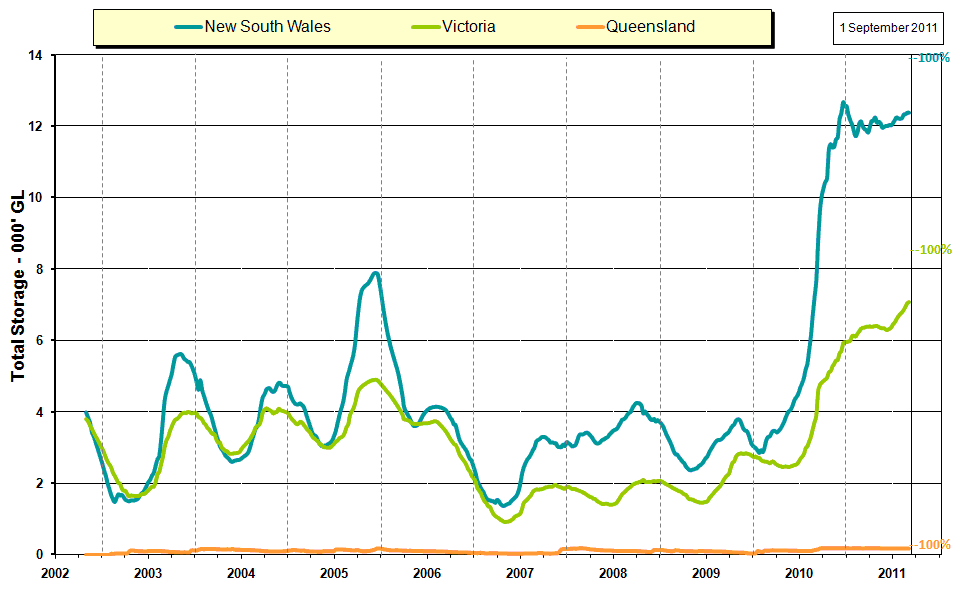 New South Wales Victoria Queensland
1 September 2011
14
-100%
12
10
-100%
8
Total Storage - 000' GL
6
4
2
0
-100%
2002 2003 2004 2005 2006 2007 2008 2009 2010 2011